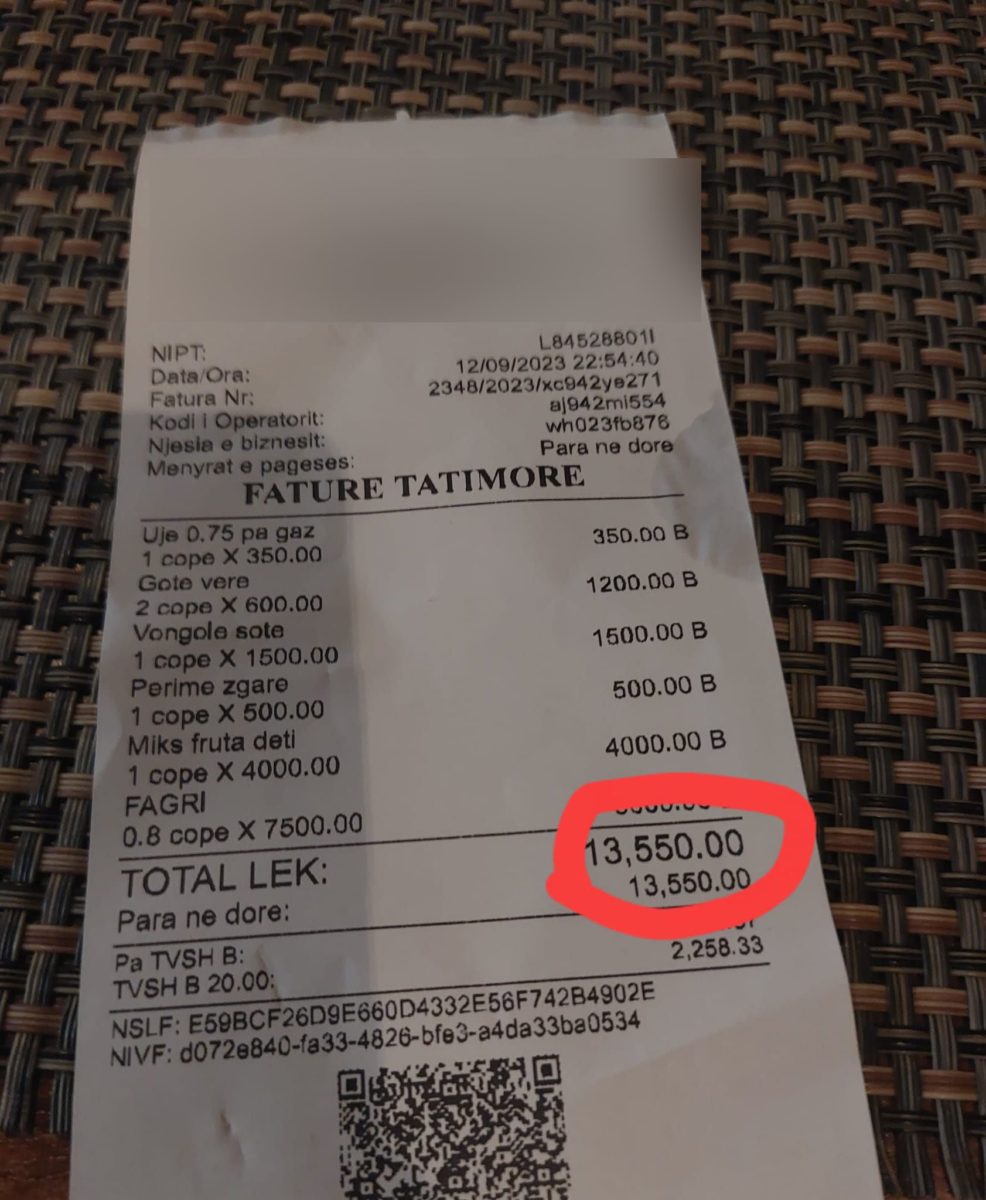 NIPT: L84528801I
Data/Ora: 12/09/2023 22:54:40
Fatura Nr: 2348/2023/xc942ye271
Kodi i Operatorit: aj942mi554
Njesia e biznesit: wh023fb876
Menyrat e pageses: Para ne dore
FATURE TATIMORE
Uje 0.75 pa gaz 350.00 B
1 cope X 350.00
Gote vere 1200.00 B
2 cope X 600.00
Vongole sote 1500.00 B
1 cope X 1500.00
Perime zgare 500.00 B
1 cope X 500.00
Miks fruta deti 4000.00 B
1 cope X 4000.00
FAGRI
0.8 cope X 7500.00
TOTAL LEK: 13,550.00
Para ne dore: 13,550.00
Pa TVSH B:
TVSH B 20.00: 2,258.33
NSLF: E59BCF26D9E660D4332E56F742B4902E
NIVF: d072e840-fa33-4826-bfe3-a4da33ba0534